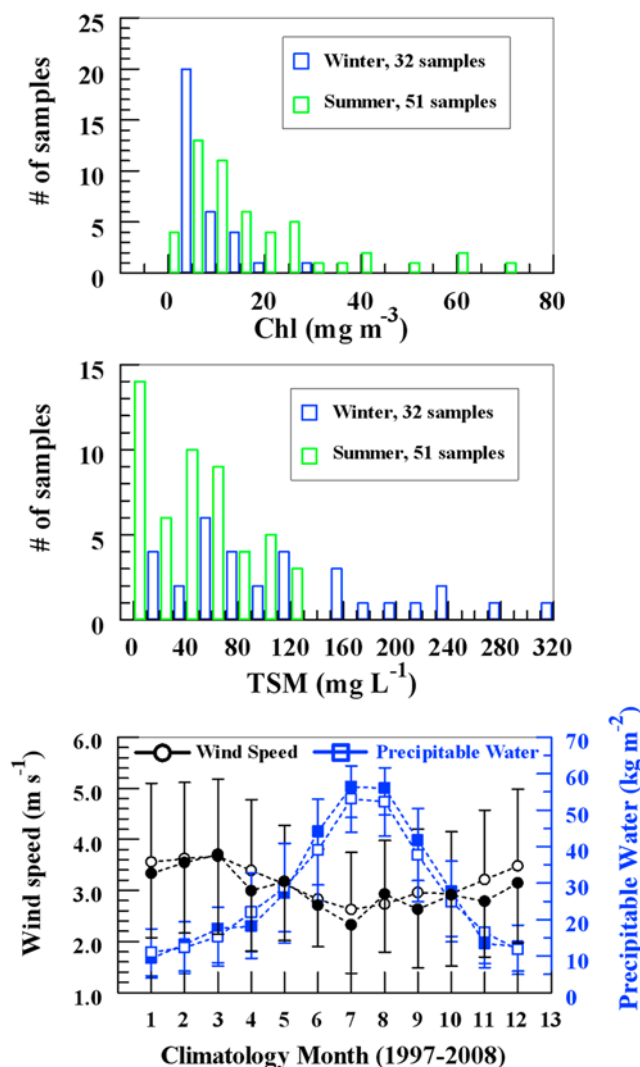 25
20
15
10
5
0
# of samples
Winter, 32 samples
Summer, 51 samples
0 20 40 60 80
Chl (mg m⁻³)
15
10
5
0
# of samples
Winter, 32 samples
Summer, 51 samples
0 40 80 120 160 200 240 280 320
TSM (mg L⁻¹)
6.0
5.0
4.0
3.0
2.0
1.0
Wind speed (m s⁻¹)
Wind Speed
Precipitable Water
70
60
50
40
30
20
10
0
Precipitable Water (kg m⁻²)
1 2 3 4 5 6 7 8 9 10 11 12 13
Climatology Month (1997-2008)